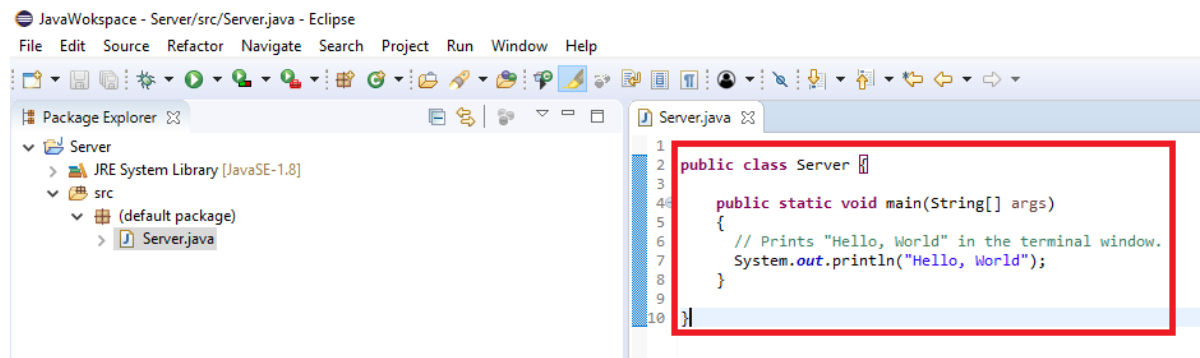 JavaWokspace - Server/src/Server.java - Eclipse
File Edit Source Refactor Navigate Search Project Run Window Help
Package Explorer
Server
JRE System Library [JavaSE-1.8]
src
(default package)
Server.java
Server.java
1
2 public class Server {
3
4 public static void main(String[] args)
5 {
6 // Prints "Hello, World" in the terminal window.
7 System.out.println("Hello, World");
8 }
9
10 }